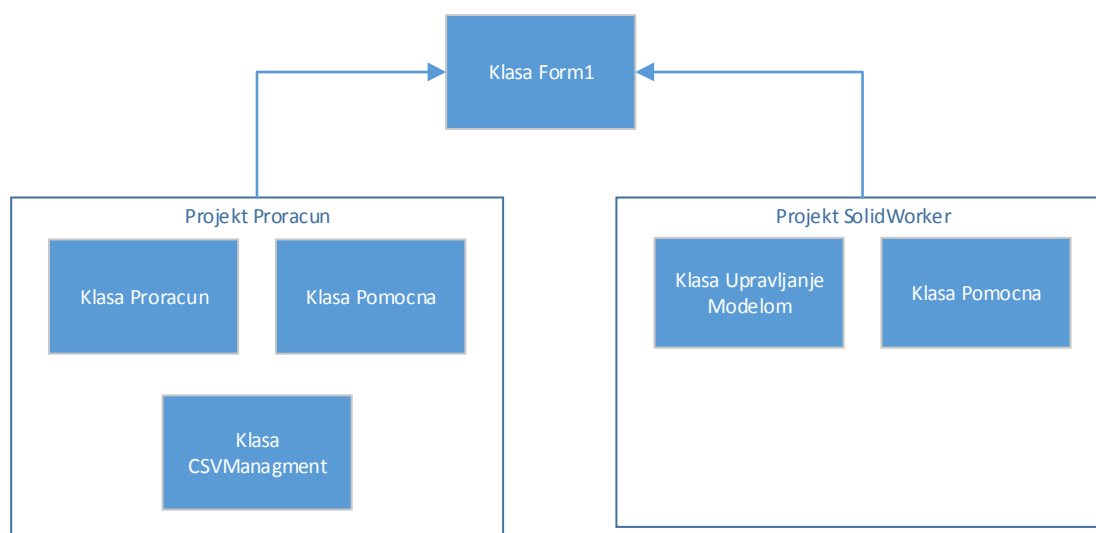 Klasa Form1
Projekt Proracun
Klasa Proracun
Klasa Pomocna
Klasa
CSVManagment
Projekt SolidWorker
Klasa Upravljanje
Modelom
Klasa Pomocna